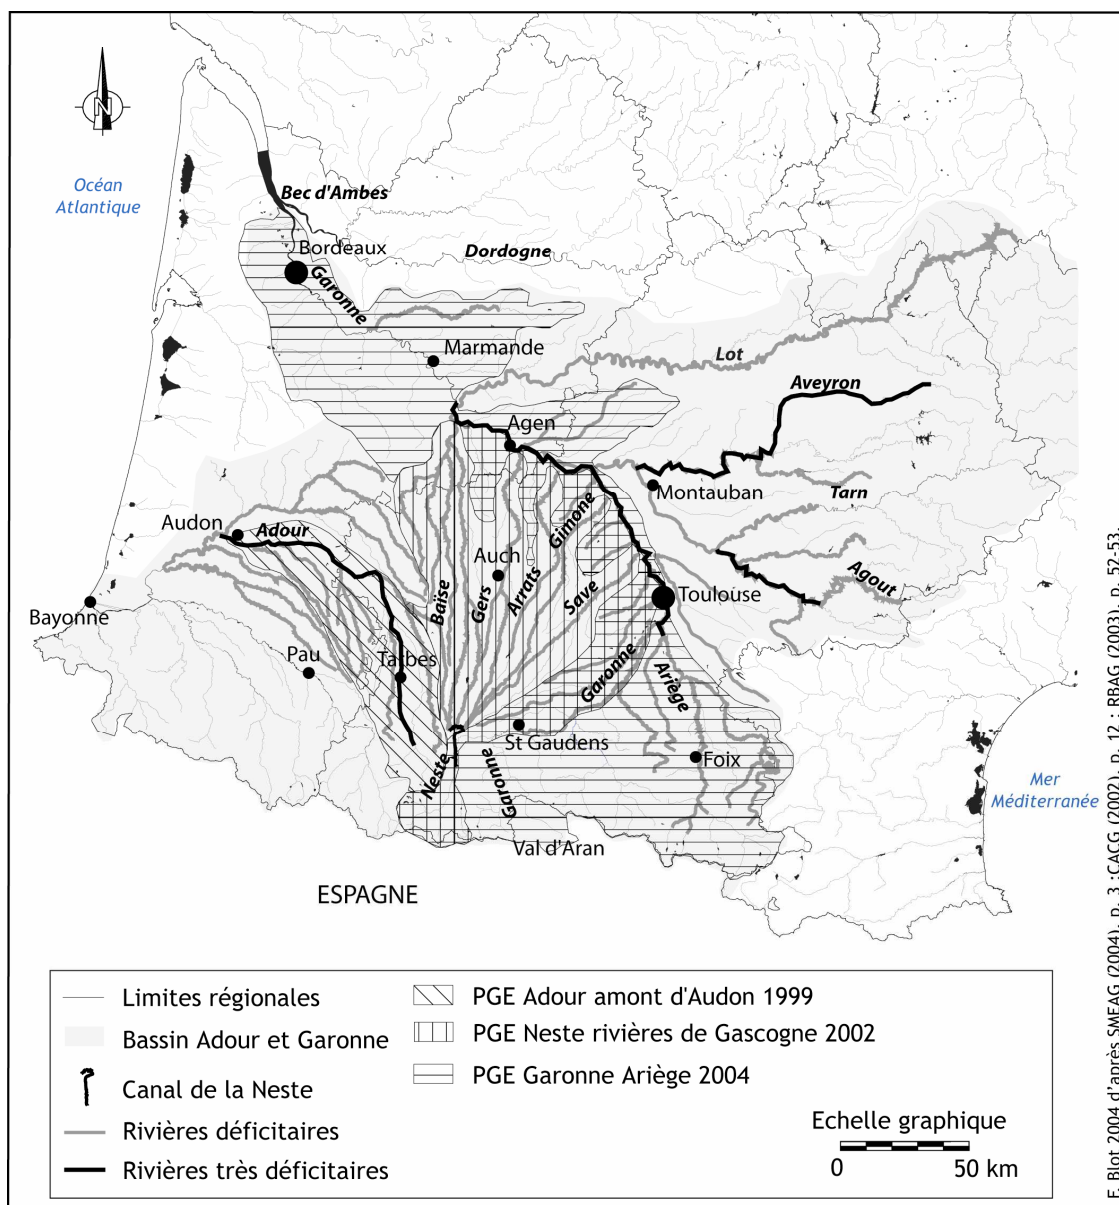 N
Océan
Atlantique
Bec d'Ambes
Bordeaux
Dordogne
Garonne
Marmande
Lot
Aveyron
Agen
Montauban
Tarn
Audon
Adour
Gimone
Auch
Agout
Baïse
Gers
Arrats
Save
Toulouse
Bayonne
Pau
Tarbes
Garonne
Ariège
St Gaudens
Neste
Garonne
Foix
Mer
Méditerranée
Val d'Aran
ESPAGNE
Limites régionales
Bassin Adour et Garonne
Canal de la Neste
Rivières déficitaires
Rivières très déficitaires
PGE Adour amont d'Audon 1999
PGE Neste rivières de Gascogne 2002
PGE Garonne Ariège 2004
Echelle graphique
0 50 km
F. Blot 2004 d'après SMEAG (2004), p. 3 ;CACG (2002), p. 12 ; RBAG (2003), p. 52-53.